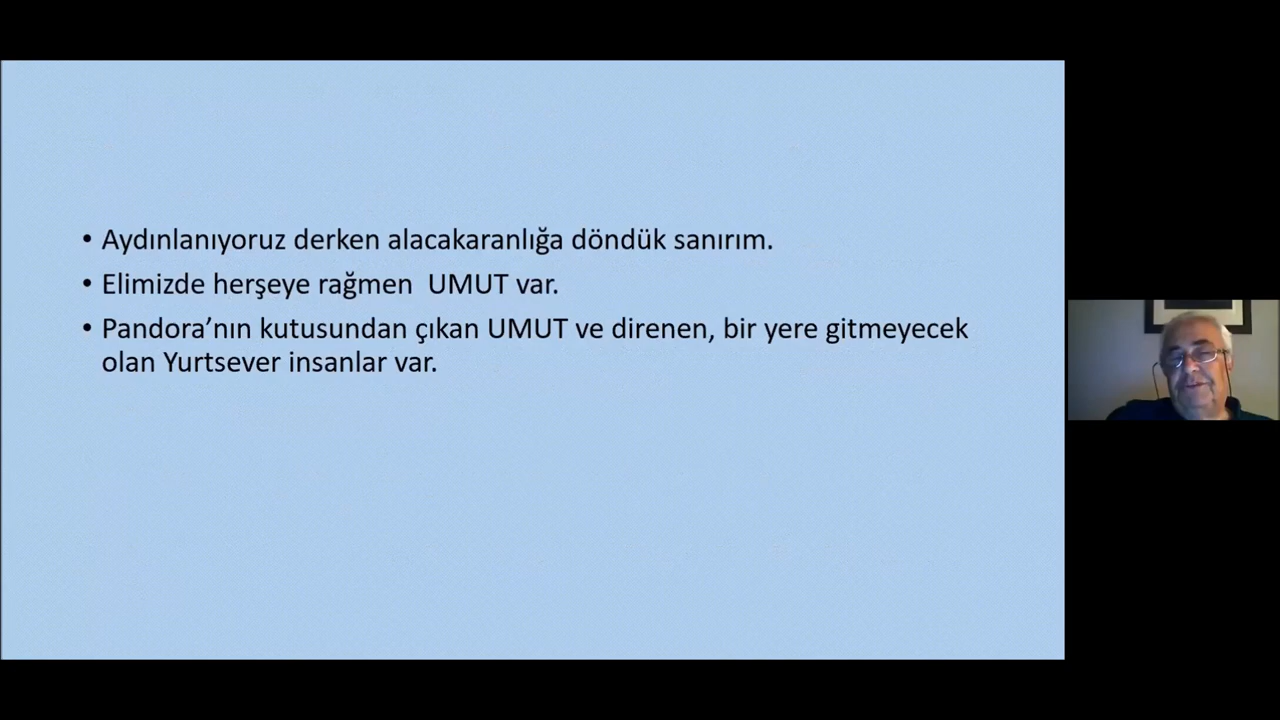 • Aydınlanıyoruz derken alacakaranlığa döndük sanırım.
• Elimizde herşeye rağmen  UMUT var.
• Pandora’nın kutusundan çıkan UMUT ve direnen, bir yere gitmeyecek
olan Yurtsever insanlar var.